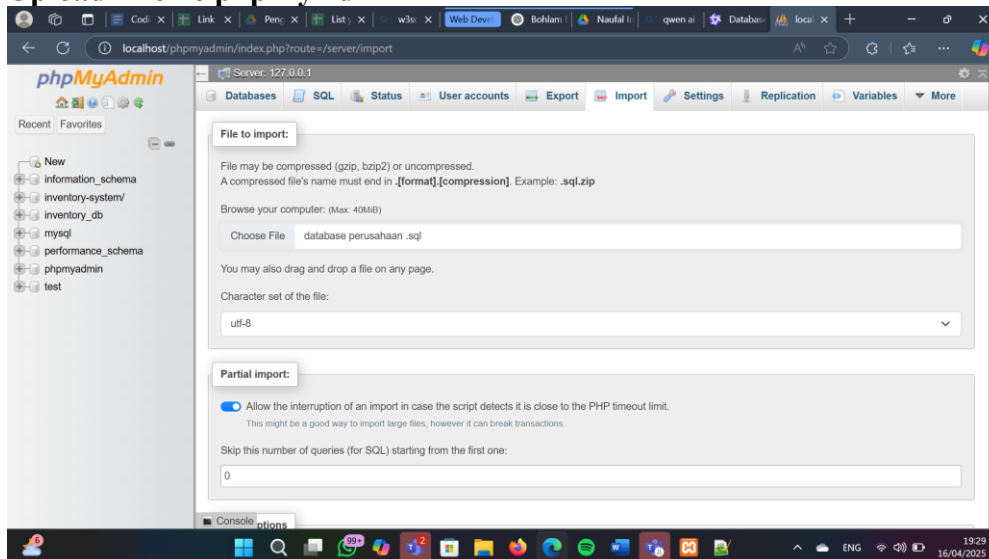 Codi
Link
Peng
List
w3sc
Web Devel
Bohlam
Naufal In
qwen ai
Databas
local
localhost/phpmyadmin/index.php?route=/server/import
phpMyAdmin
Recent Favorites
New
information_schema
inventory-system/
inventory_db
mysql
performance_schema
phpmyadmin
test
Server: 127.0.0.1
Databases SQL Status User accounts Export Import Settings Replication Variables More
File to import:
File may be compressed (gzip, bzip2) or uncompressed.
A compressed file's name must end in .[format].[compression]. Example: .sql.zip
Browse your computer: (Max: 40MiB)
Choose File database perusahaan .sql
You may also drag and drop a file on any page.
Character set of the file:
utf-8
Partial import:
Allow the interruption of an import in case the script detects it is close to the PHP timeout limit.
This might be a good way to import large files, however it can break transactions.
Skip this number of queries (for SQL) starting from the first one:
0
Console
ptions
6
99+
2
ENG
19:29
16/04/2025